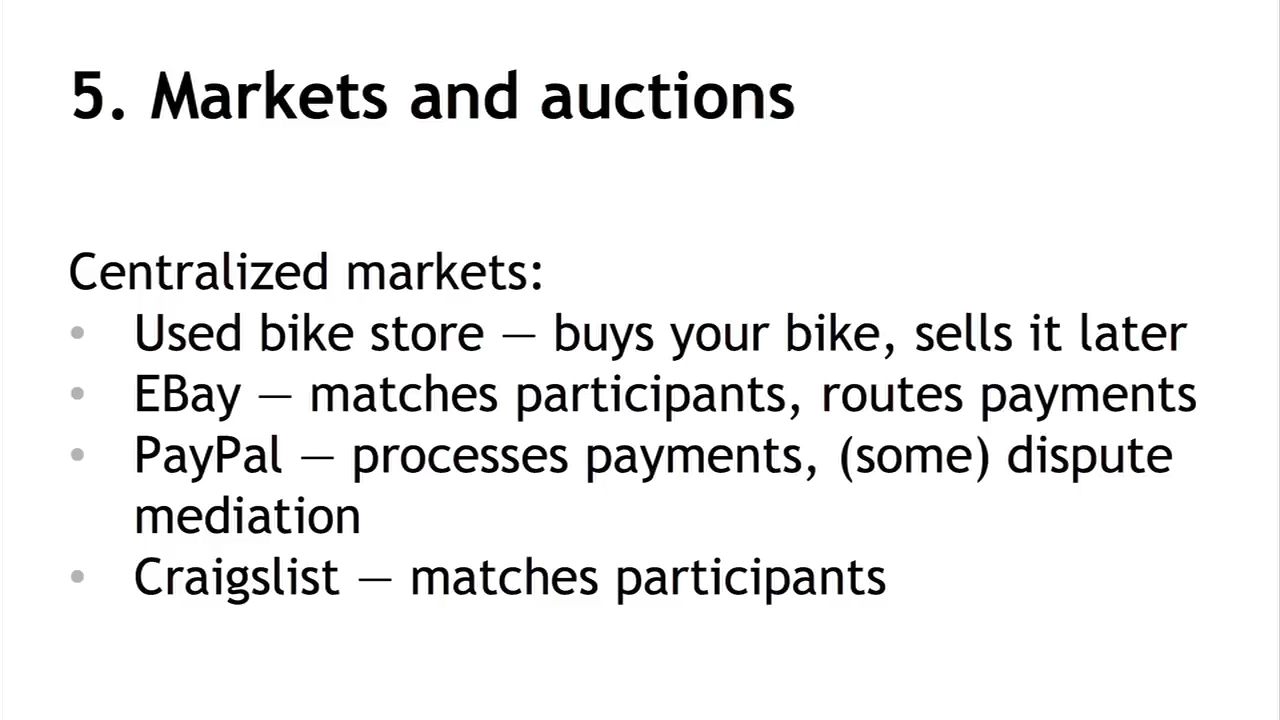 5. Markets and auctions
Centralized markets:
• Used bike store — buys your bike, sells it later
• EBay — matches participants, routes payments
• PayPal — processes payments, (some) dispute
mediation
• Craigslist — matches participants